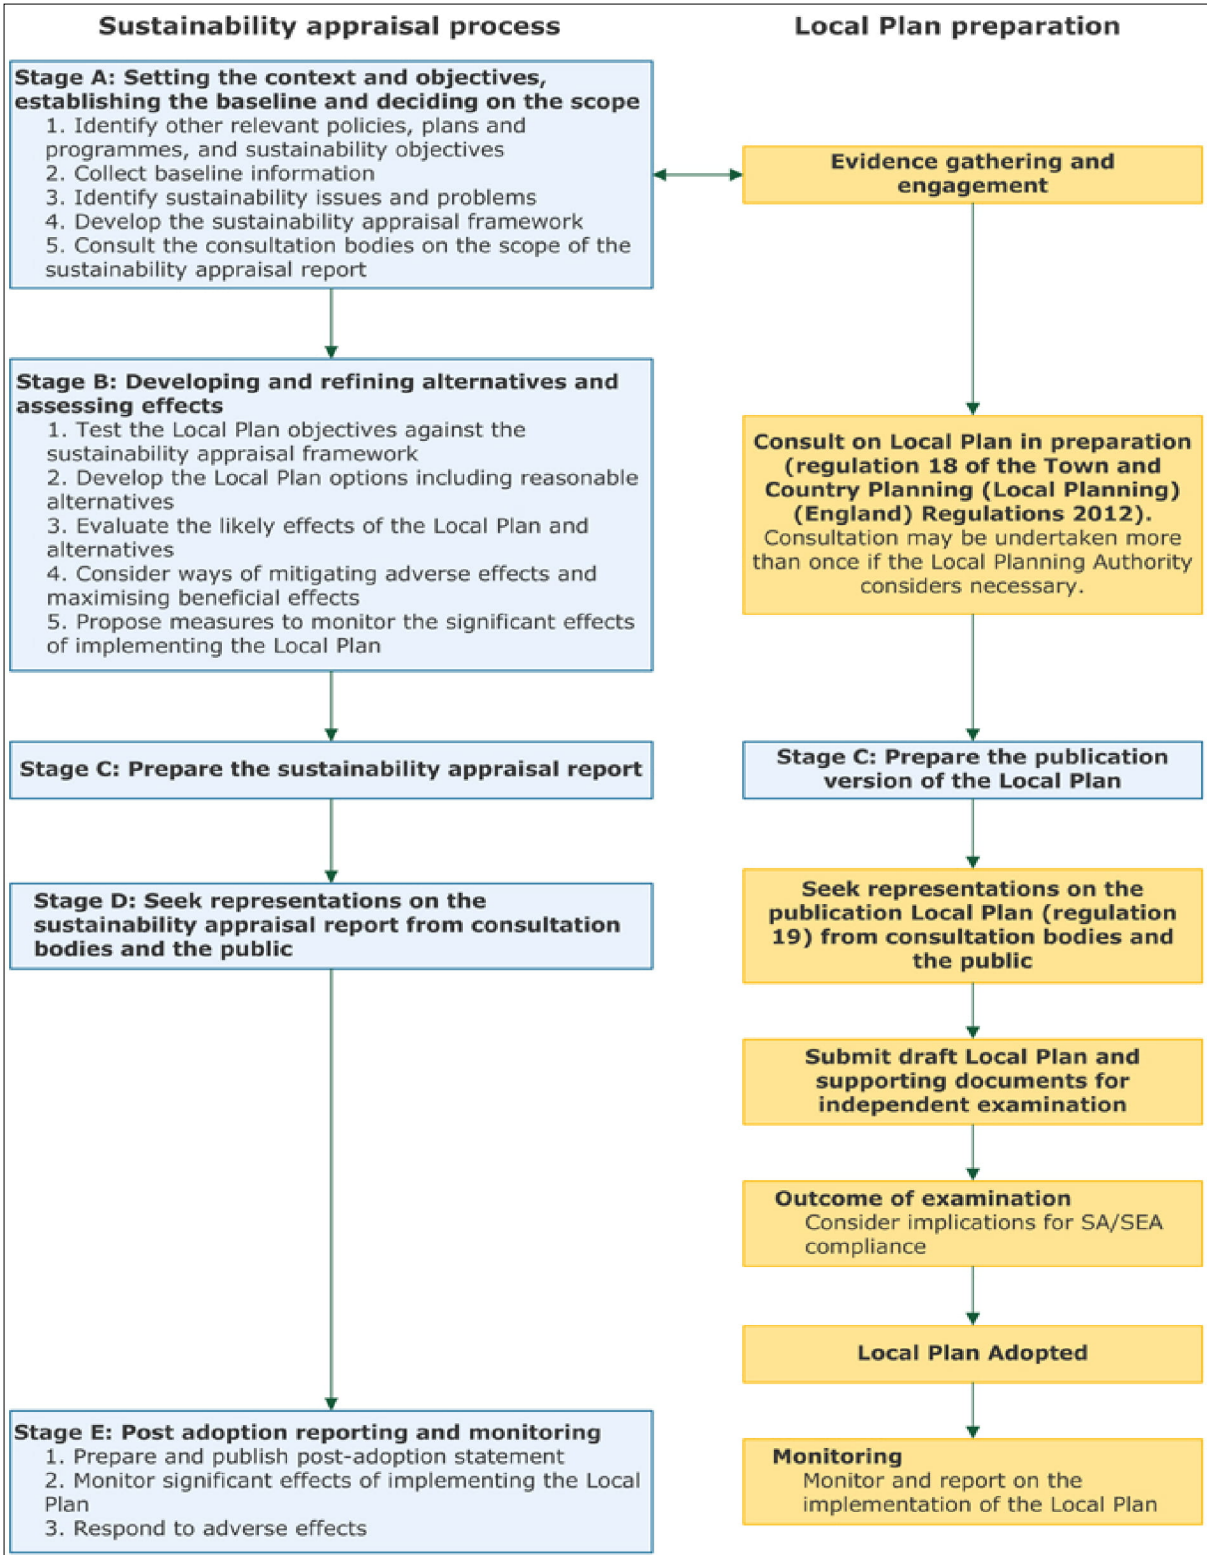 Sustainability appraisal process
Local Plan preparation
Stage A: Setting the context and objectives,
establishing the baseline and deciding on the scope
1. Identify other relevant policies, plans and
programmes, and sustainability objectives
2. Collect baseline information
3. Identify sustainability issues and problems
4. Develop the sustainability appraisal framework
5. Consult the consultation bodies on the scope of the
sustainability appraisal report
Evidence gathering and
engagement
Stage B: Developing and refining alternatives and
assessing effects
1. Test the Local Plan objectives against the
sustainability appraisal framework
2. Develop the Local Plan options including reasonable
alternatives
3. Evaluate the likely effects of the Local Plan and
alternatives
4. Consider ways of mitigating adverse effects and
maximising beneficial effects
5. Propose measures to monitor the significant effects
of implementing the Local Plan
Consult on Local Plan in preparation
(regulation 18 of the Town and
Country Planning (Local Planning)
(England) Regulations 2012).
Consultation may be undertaken more
than once if the Local Planning Authority
considers necessary.
Stage C: Prepare the sustainability appraisal report
Stage C: Prepare the publication
version of the Local Plan
Stage D: Seek representations on the
sustainability appraisal report from consultation
bodies and the public
Seek representations on the
publication Local Plan (regulation
19) from consultation bodies and
the public
Submit draft Local Plan and
supporting documents for
independent examination
Outcome of examination
Consider implications for SA/SEA
compliance
Local Plan Adopted
Stage E: Post adoption reporting and monitoring
1. Prepare and publish post-adoption statement
2. Monitor significant effects of implementing the Local
Plan
3. Respond to adverse effects
Monitoring
Monitor and report on the
implementation of the Local Plan